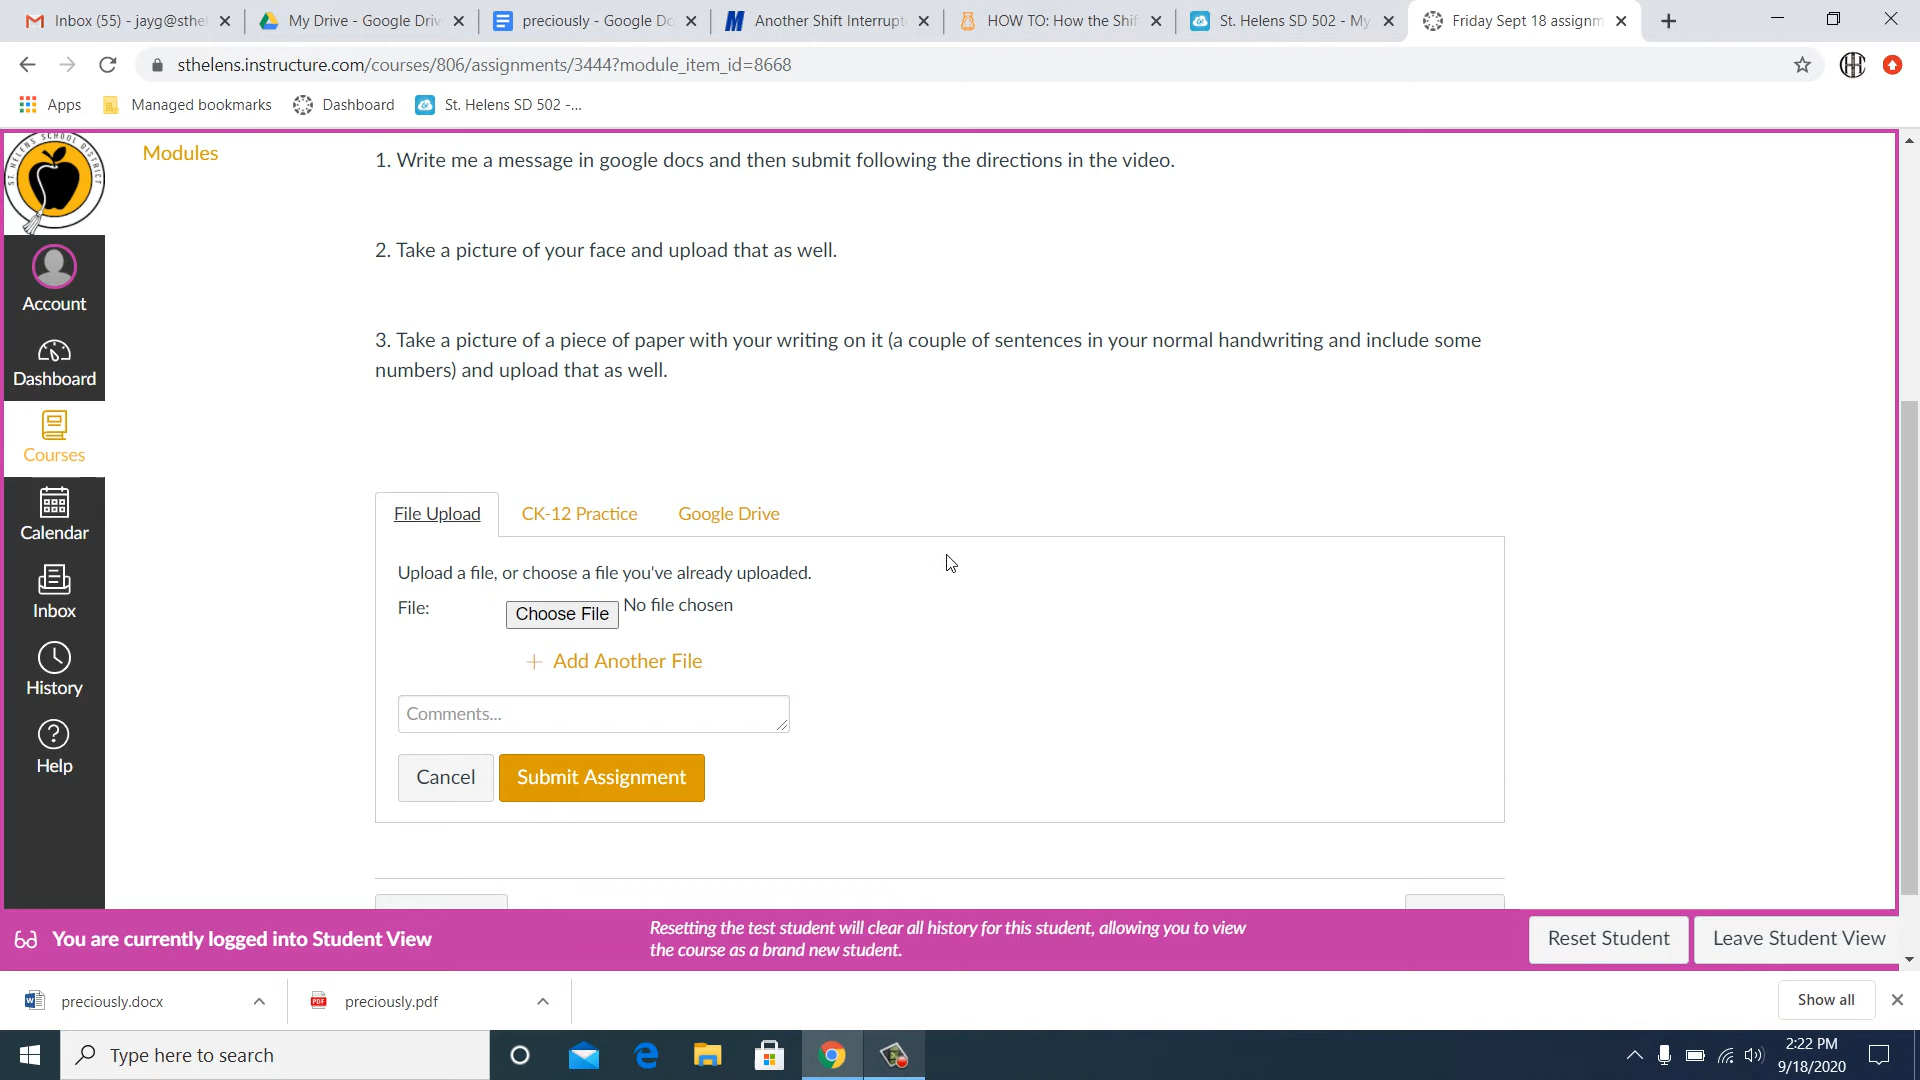 Inbox (55) - jayg@sthel
My Drive - Google Driv
preciously - Google Do
Another Shift Interrupt
HOW TO: How the Shif
St. Helens SD 502 - My
Friday Sept 18 assignm
sthelens.instructure.com/courses/806/assignments/3444?module_item_id=8668
Apps
Managed bookmarks
Dashboard
St. Helens SD 502 -...
ST. HELENS SCHOOL DISTRICT
Modules
1. Write me a message in google docs and then submit following the directions in the video.
2. Take a picture of your face and upload that as well.
3. Take a picture of a piece of paper with your writing on it (a couple of sentences in your normal handwriting and include some
numbers) and upload that as well.
Account
Dashboard
Courses
Calendar
Inbox
History
Help
File Upload
CK-12 Practice
Google Drive
Upload a file, or choose a file you've already uploaded.
File:
Choose File
No file chosen
Add Another File
Comments...
Cancel
Submit Assignment
You are currently logged into Student View
Resetting the test student will clear all history for this student, allowing you to view
the course as a brand new student.
Reset Student
Leave Student View
preciously.docx
PDF
preciously.pdf
Show all
Type here to search
2:22 PM
9/18/2020